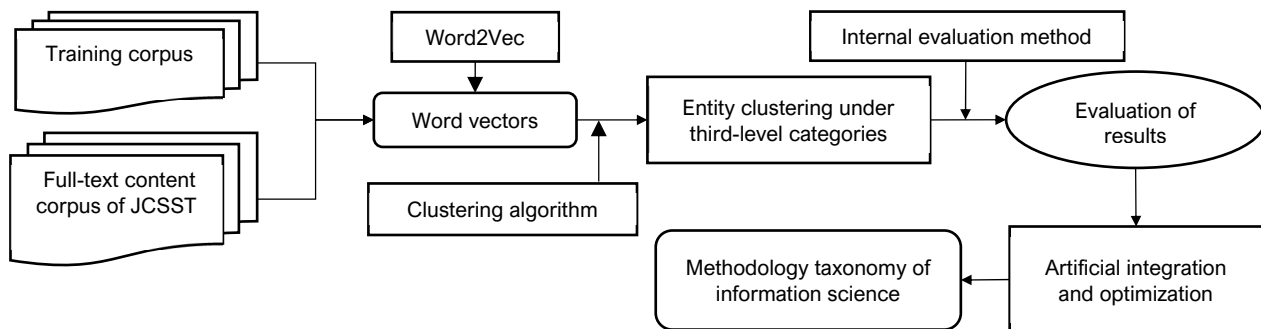 Training corpus
Word2Vec
Internal evaluation method
Word vectors
Entity clustering under
third-level categories
Evaluation of
results
Full-text content
corpus of JCSST
Clustering algorithm
Methodology taxonomy of
information science
Artificial integration
and optimization